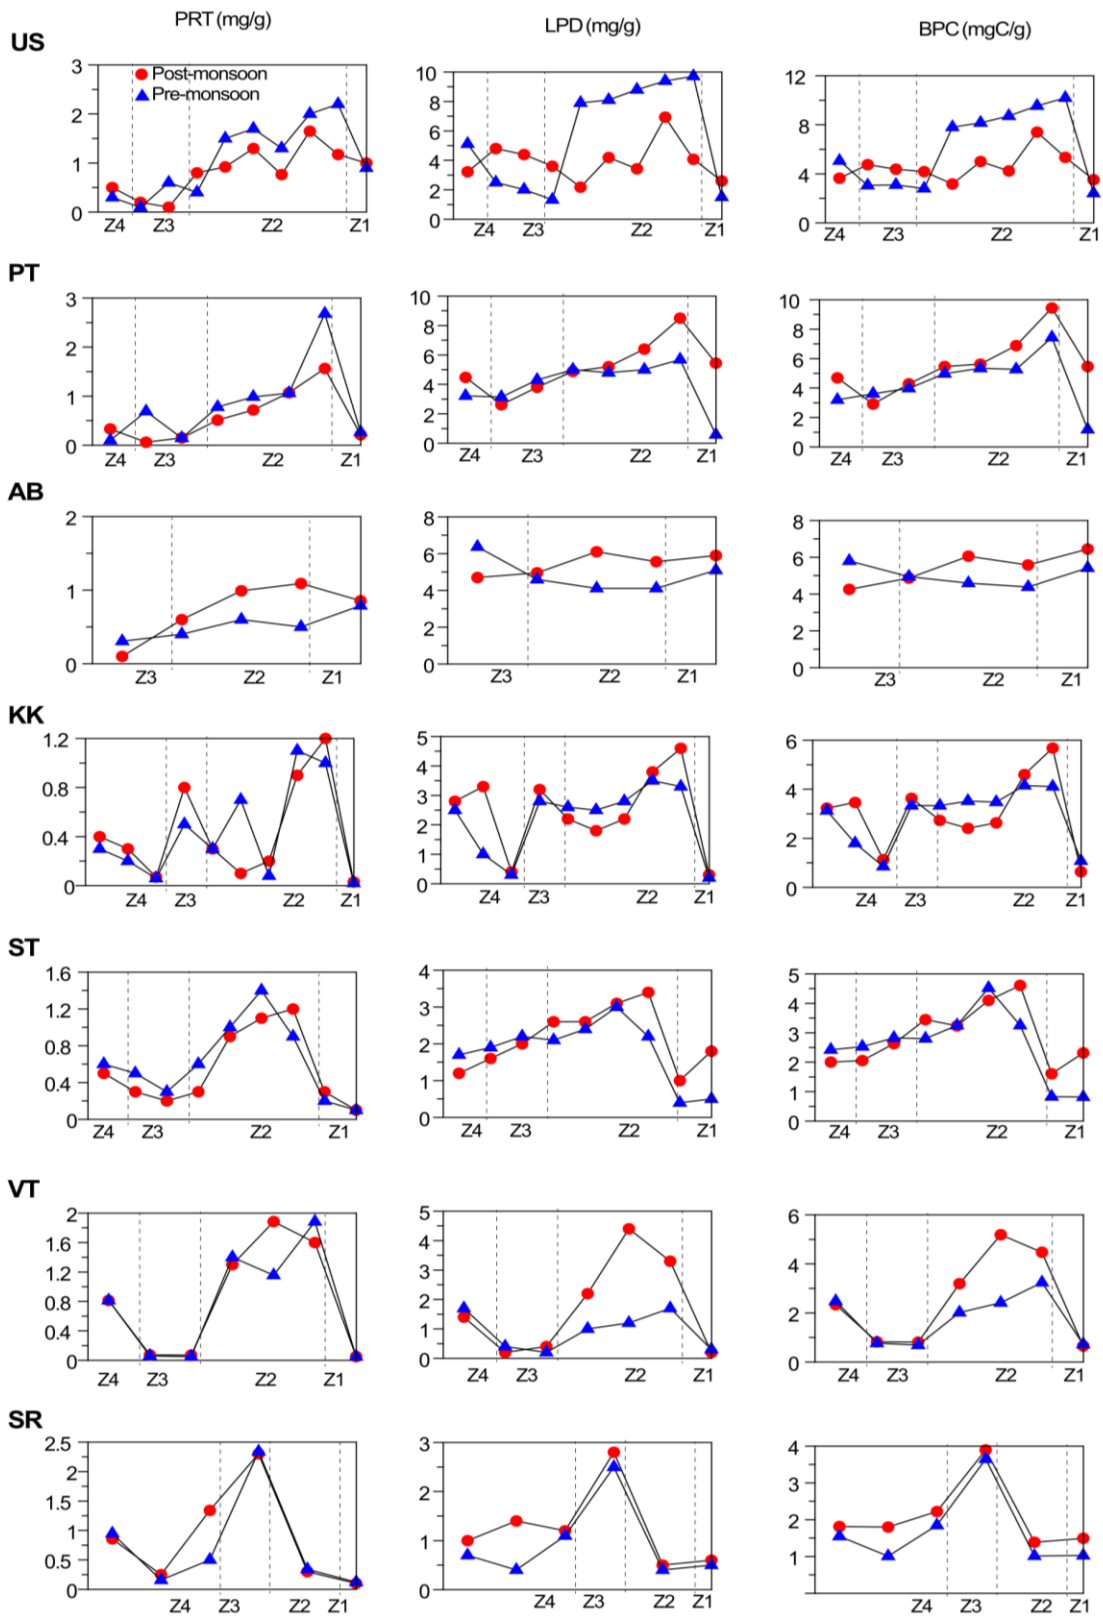 PRT (mg/g) LPD (mg/g) BPC (mgC/g)
US
3 2 1 0
Post-monsoon
Pre-monsoon
Z4 Z3 Z2 Z1
10 8 6 4 2 0
Z4 Z3 Z2 Z1
12 8 4 0
Z4 Z3 Z2 Z1
PT
3 2 1 0
Z4 Z3 Z2 Z1
10 8 6 4 2 0
Z4 Z3 Z2 Z1
10 8 6 4 2 0
Z4 Z3 Z2 Z1
AB
2 1 0
Z3 Z2 Z1
8 6 4 2 0
Z3 Z2 Z1
8 6 4 2 0
Z3 Z2 Z1
KK
1.2 0.8 0.4 0
Z4 Z3 Z2 Z1
5 4 3 2 1 0
Z4 Z3 Z2 Z1
6 4 2 0
Z4 Z3 Z2 Z1
ST
1.6 1.2 0.8 0.4 0
Z4 Z3 Z2 Z1
4 3 2 1 0
Z4 Z3 Z2 Z1
5 4 3 2 1 0
Z4 Z3 Z2 Z1
VT
2 1.6 1.2 0.8 0.4 0
Z4 Z3 Z2 Z1
5 4 3 2 1 0
Z4 Z3 Z2 Z1
6 4 2 0
Z4 Z3 Z2 Z1
SR
2.5 2 1.5 1 0.5 0
Z4 Z3 Z2 Z1
3 2 1 0
Z4 Z3 Z2 Z1
4 3 2 1
Z4 Z3 Z2 Z1